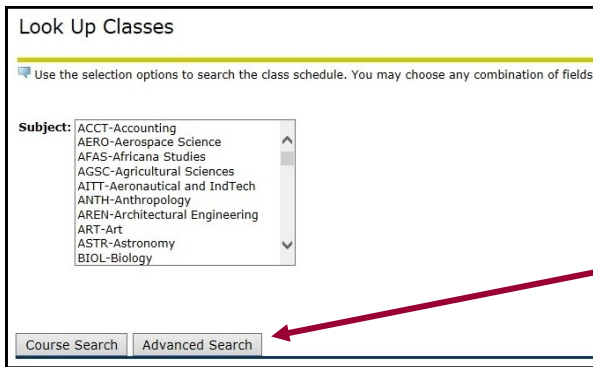 Look Up Classes
Use the selection options to search the class schedule. You may choose any combination of fields
Subject: ACCT-Accounting
AERO-Aerospace Science
AFAS-Africana Studies
AGSC-Agricultural Sciences
AITT-Aeronautical and IndTech
ANTH-Anthropology
AREN-Architectural Engineering
ART-Art
ASTR-Astronomy
BIOL-Biology
Course Search Advanced Search